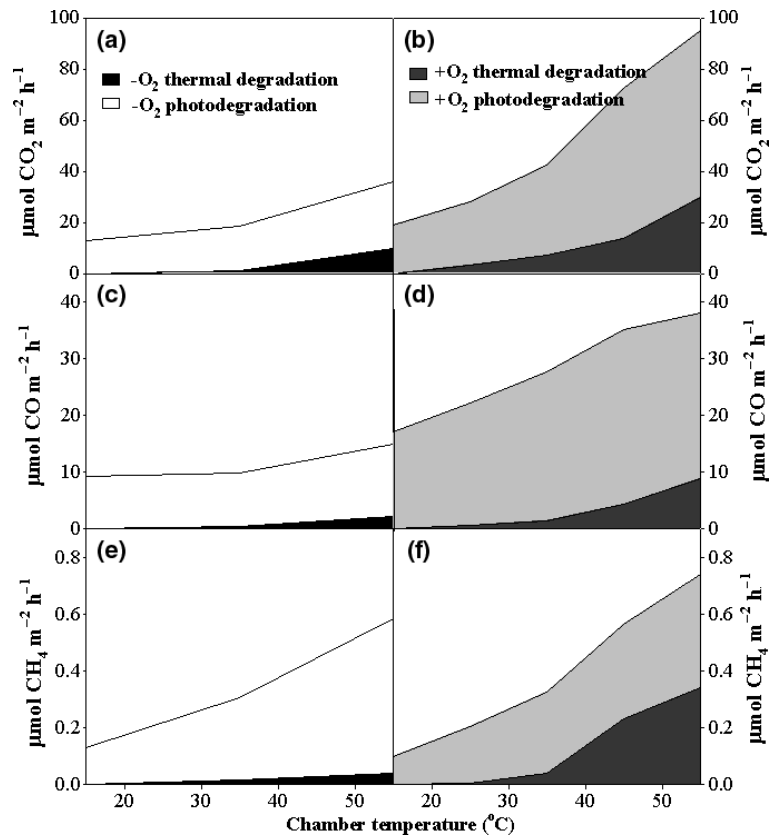 (a)
-O₂ thermal degradation
-O₂ photodegradation
(b)
+O₂ thermal degradation
+O₂ photodegradation
µmol CO₂ m⁻² h⁻¹
100
80
60
40
20
0
100
80
60
40
20
0
µmol CO₂ m⁻² h⁻¹
(c)
(d)
µmol CO m⁻² h⁻¹
40
30
20
10
0
40
30
20
10
0
µmol CO m⁻² h⁻¹
(e)
(f)
µmol CH₄ m⁻² h⁻¹
0.8
0.6
0.4
0.2
0.0
0.8
0.6
0.4
0.2
0.0
µmol CH₄ m⁻² h⁻¹
20 30 40 50 20 30 40 50
Chamber temperature (°C)